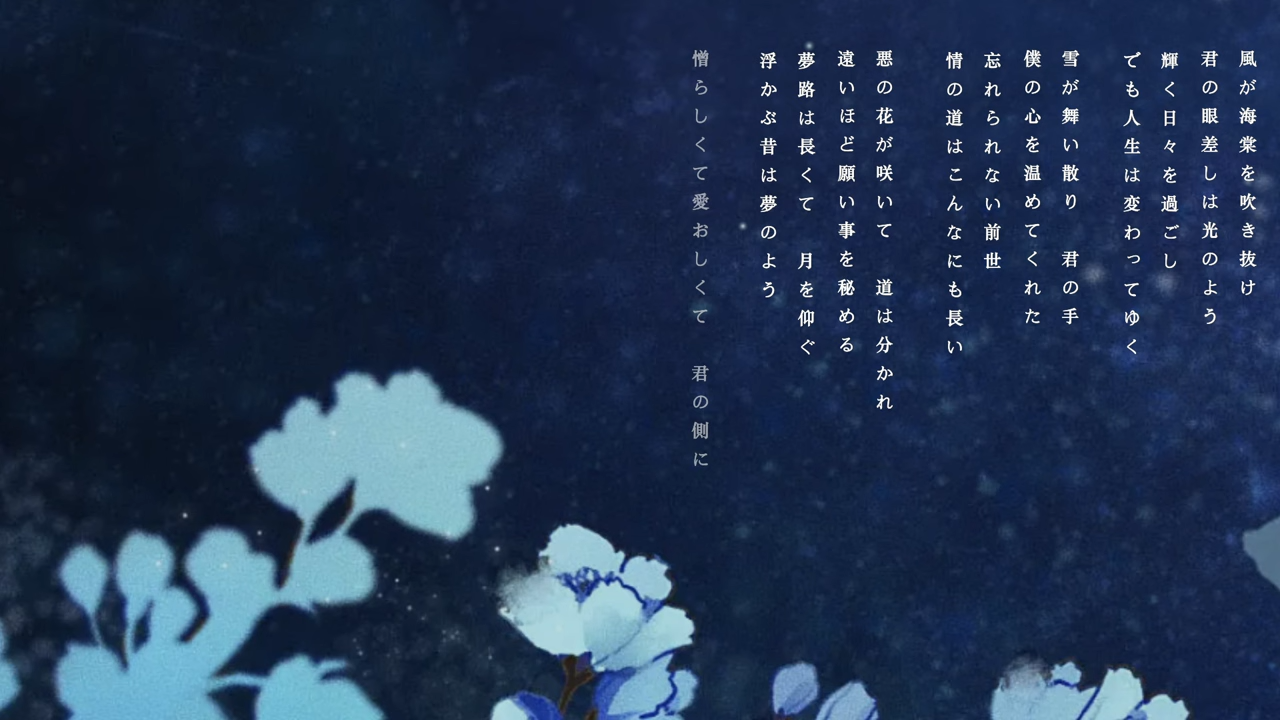 風が海棠を吹き抜け
君の眼差しは光のよう
輝く日々を過ごし
でも人生は変わってゆく
雪が舞い散り　君の手
僕の心を温めてくれた
忘れられない前世
情の道はこんなにも長い
悪の花が咲いて　道は分かれ
遠いほど願い事を秘める
夢路は長くて　月を仰ぐ
浮かぶ昔は夢のよう
憎らしくて愛おしくて　君の側に